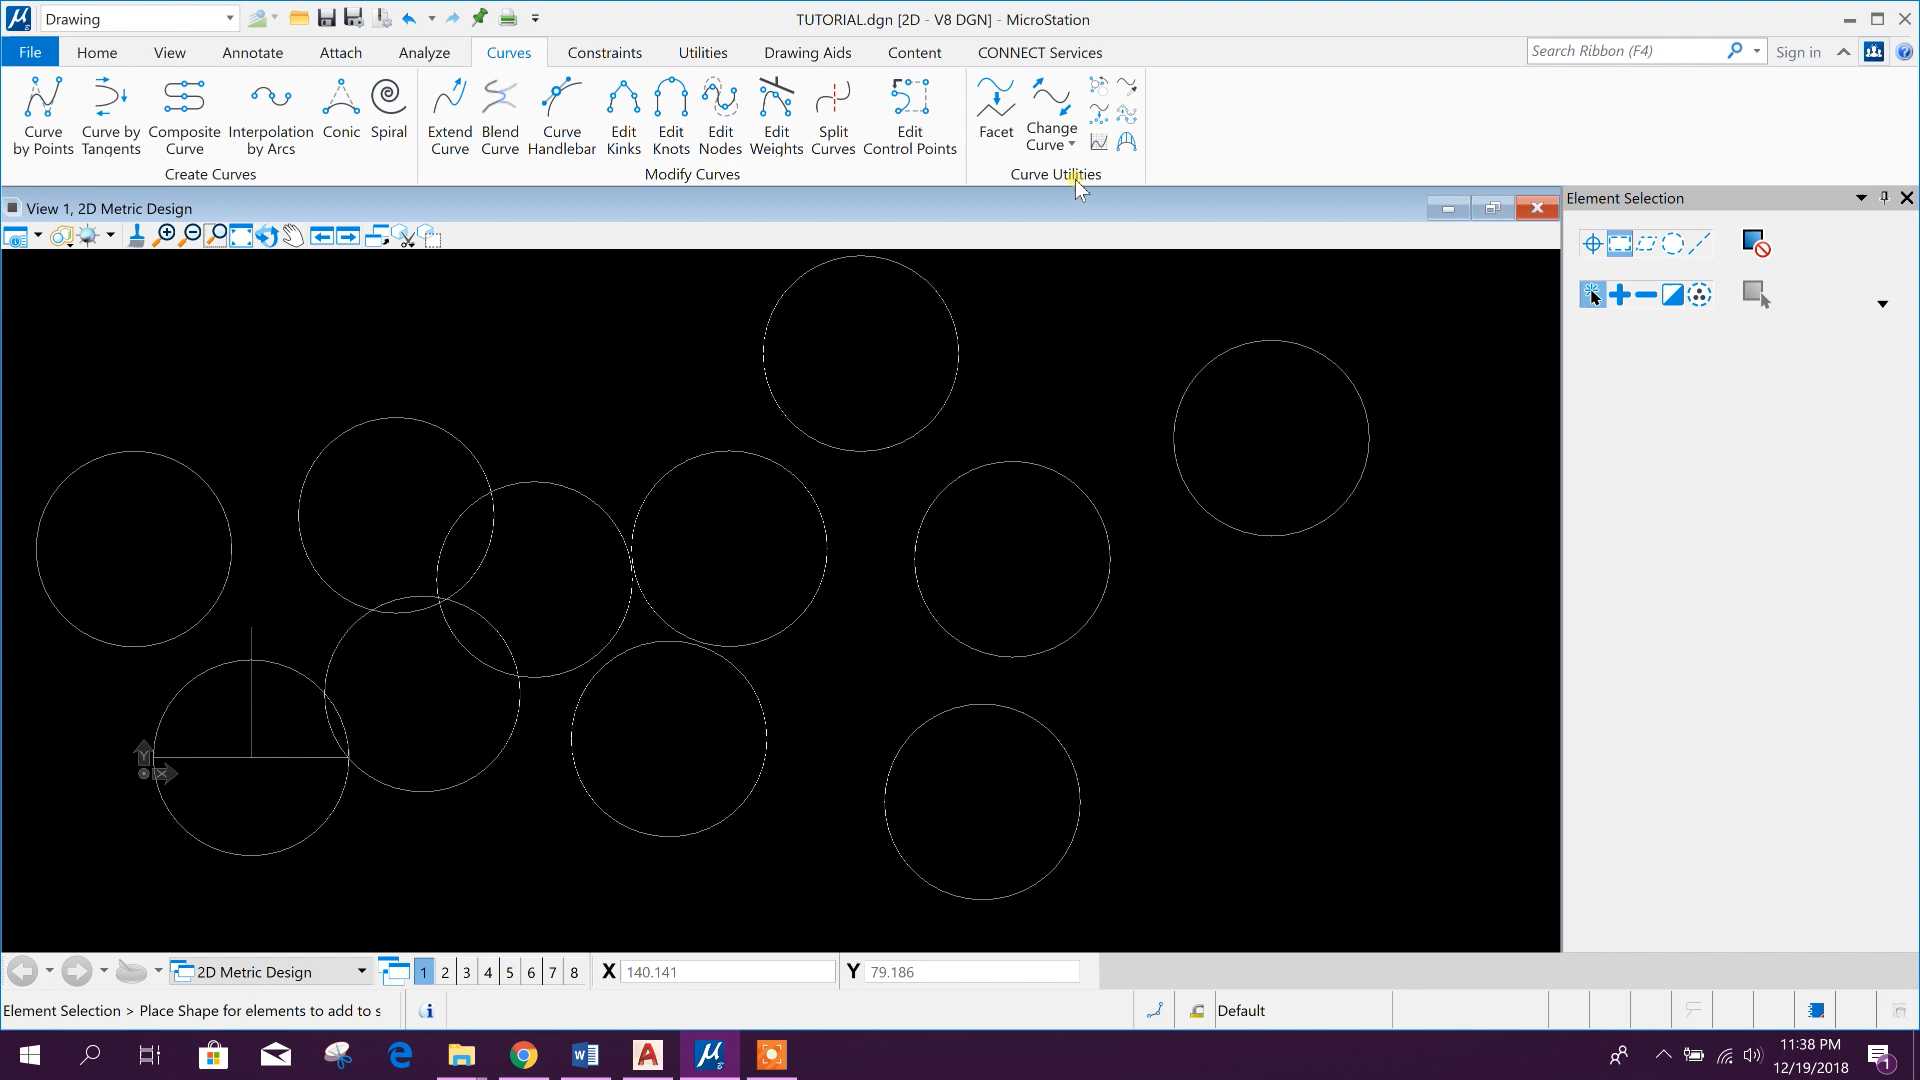 Drawing
TUTORIAL.dgn [2D - V8 DGN] - MicroStation
File Home View Annotate Attach Analyze Curves Constraints Utilities Drawing Aids Content CONNECT Services
Search Ribbon (F4)
Sign in
Curve by Points
Curve by Tangents
Composite Curve
Interpolation by Arcs
Conic
Spiral
Extend Curve
Blend Curve
Curve Handlebar
Edit Kinks
Edit Knots
Edit Nodes
Edit Weights
Split Curves
Edit Control Points
Facet
Change Curve
Create Curves
Modify Curves
Curve Utilities
View 1, 2D Metric Design
Element Selection
Y
X
2D Metric Design
1 2 3 4 5 6 7 8
X 140.141
Y 79.186
Element Selection > Place Shape for elements to add to s
Default
11:38 PM
12/19/2018
1